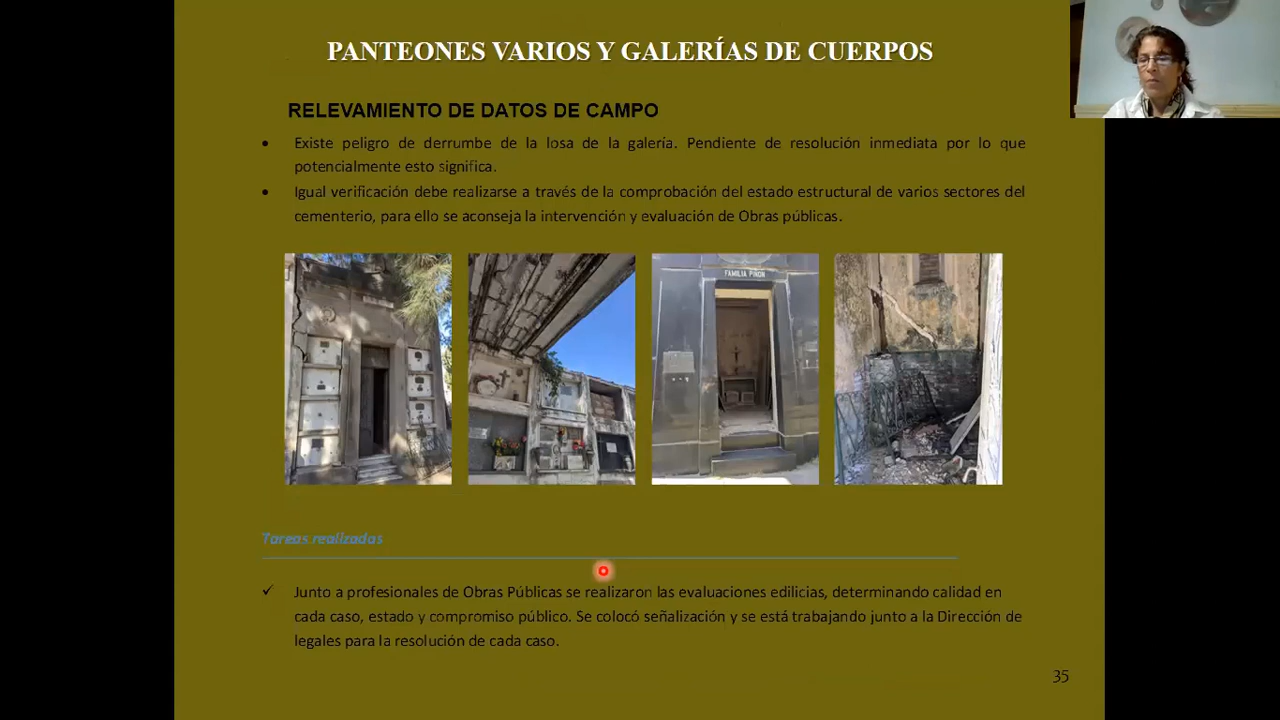 PANTEONES VARIOS Y GALERÍAS DE CUERPOS
RELEVAMIENTO DE DATOS DE CAMPO
• Existe peligro de derrumbe de la losa de la galería. Pendiente de resolución inmediata por lo que
potencialmente esto significa.
• Igual verificación debe realizarse a través de la comprobación del estado estructural de varios sectores del
cementerio, para ello se aconseja la intervención y evaluación de Obras públicas.
FAMILIA PIÑON
Tareas realizadas
✓ Junto a profesionales de Obras Públicas se realizaron las evaluaciones edilicias, determinando calidad en
cada caso, estado y compromiso público. Se colocó señalización y se está trabajando junto a la Dirección de
legales para la resolución de cada caso.
35